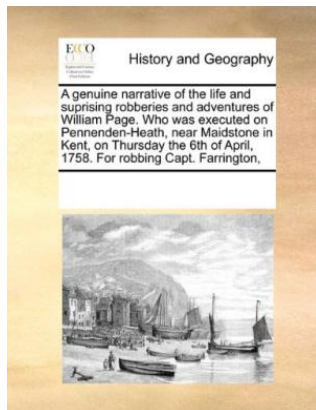 ECCO
History and Geography
A genuine narrative of the life and
suprising robberies and adventures of
William Page. Who was executed on
Pennenden-Heath, near Maidstone in
Kent, on Thursday the 6th of April,
1758. For robbing Capt. Farrington,